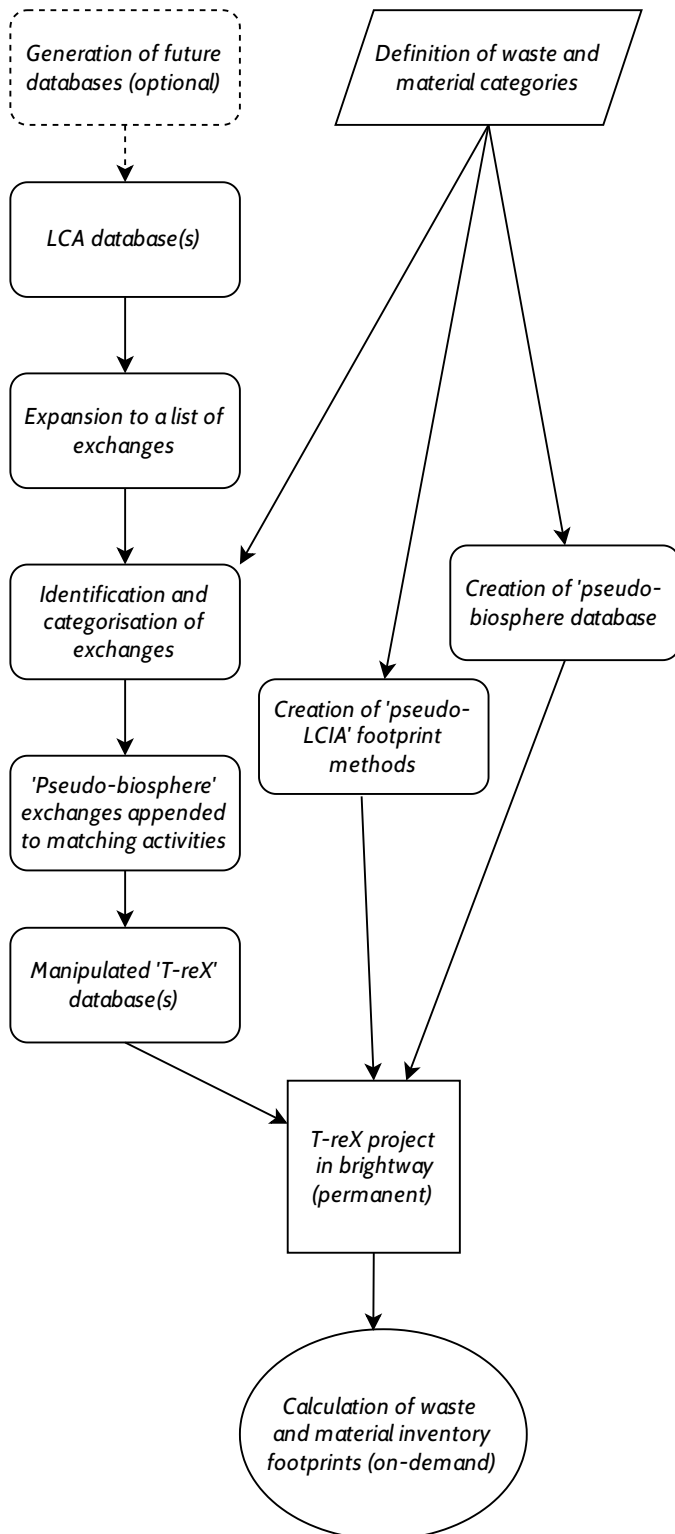 Generation of future
databases (optional)
Definition of waste and
material categories
LCA database(s)
Expansion to a list of
exchanges
Identification and
categorisation of
exchanges
Creation of 'pseudo-
biosphere database
Creation of 'pseudo-
LCIA' footprint
methods
'Pseudo-biosphere'
exchanges appended
to matching activities
Manipulated 'T-reX'
database(s)
T-reX project
in brightway
(permanent)
Calculation of waste
and material inventory
footprints (on-demand)